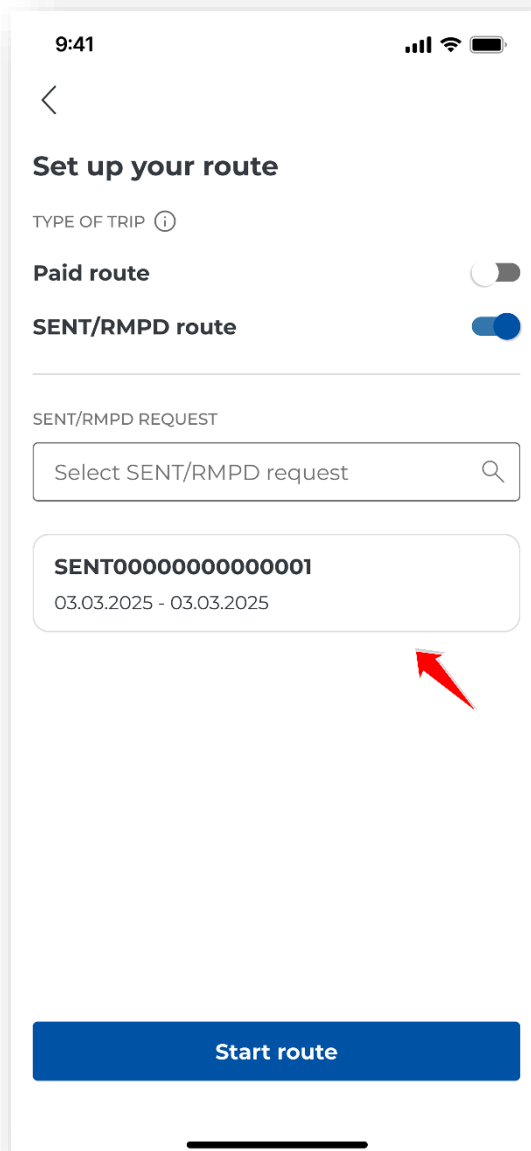 9:41
Set up your route
TYPE OF TRIP
Paid route
SENT/RMPD route
SENT/RMPD REQUEST
Select SENT/RMPD request
SENT00000000000001
03.03.2025 - 03.03.2025
Start route